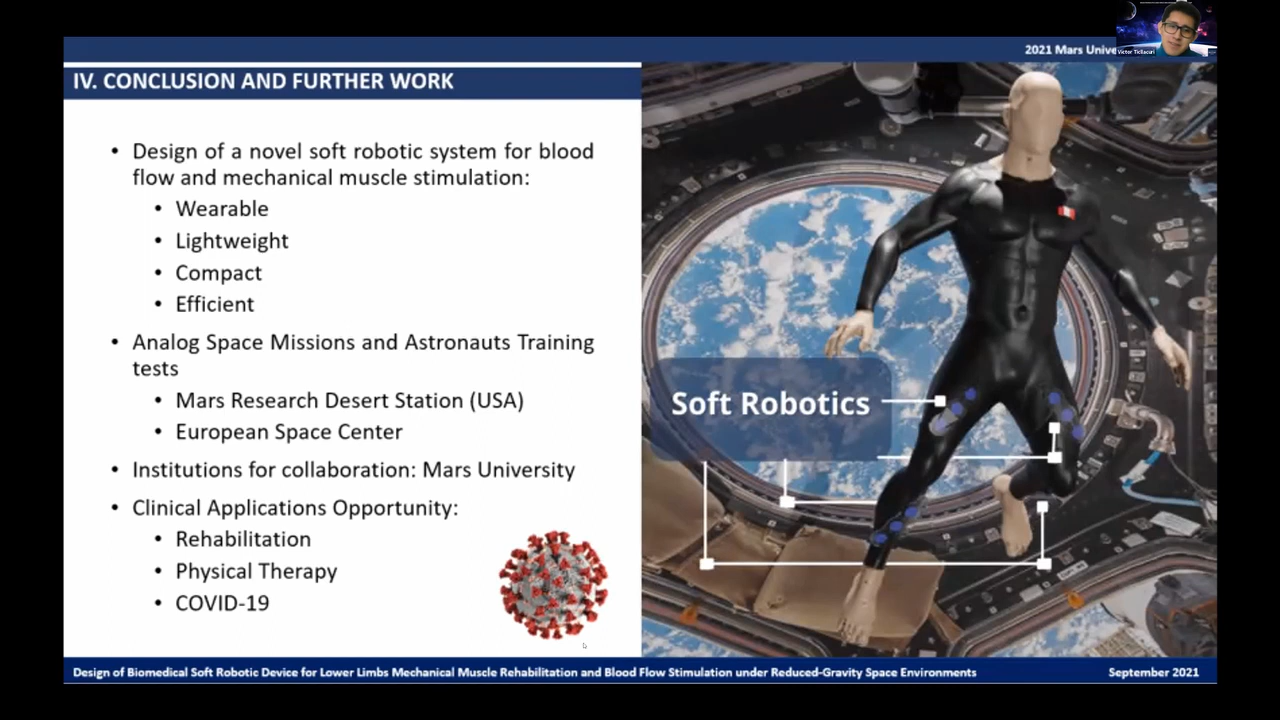 2021 Mars Unive
Victor Ticllacuri
IV. CONCLUSION AND FURTHER WORK
• Design of a novel soft robotic system for blood
flow and mechanical muscle stimulation:
• Wearable
• Lightweight
• Compact
• Efficient
• Analog Space Missions and Astronauts Training
tests
• Mars Research Desert Station (USA)
• European Space Center
• Institutions for collaboration: Mars University
• Clinical Applications Opportunity:
• Rehabilitation
• Physical Therapy
• COVID-19
Soft Robotics
Design of Biomedical Soft Robotic Device for Lower Limbs Mechanical Muscle Rehabilitation and Blood Flow Stimulation under Reduced-Gravity Space Environments
September 2021